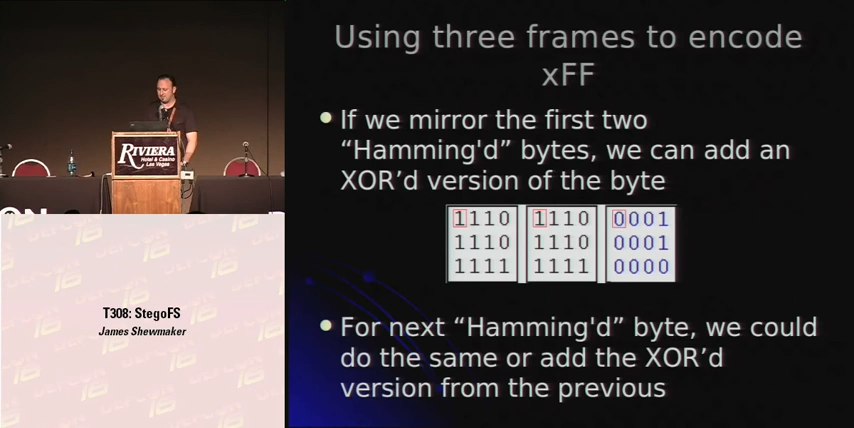 Using three frames to encode
xFF
If we mirror the first two
“Hamming'd” bytes, we can add an
XOR’d version of the byte
1110 1110 0001
1110 1110 0001
1111 1111 0000
For next “Hamming'd” byte, we could
do the same or add the XOR’d
version from the previous
RIVIERA
Hotel & Casino
Las Vegas
T308: StegoFS
James Shewmaker